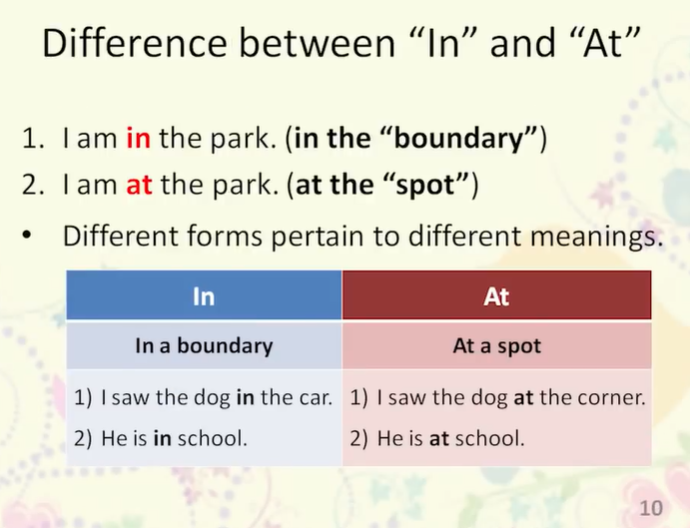 Difference between “In” and “At”
1. I am in the park. (in the “boundary”)
2. I am at the park. (at the “spot”)
• Different forms pertain to different meanings.
In At
In a boundary At a spot
1) I saw the dog in the car. 1) I saw the dog at the corner.
2) He is in school. 2) He is at school.
10